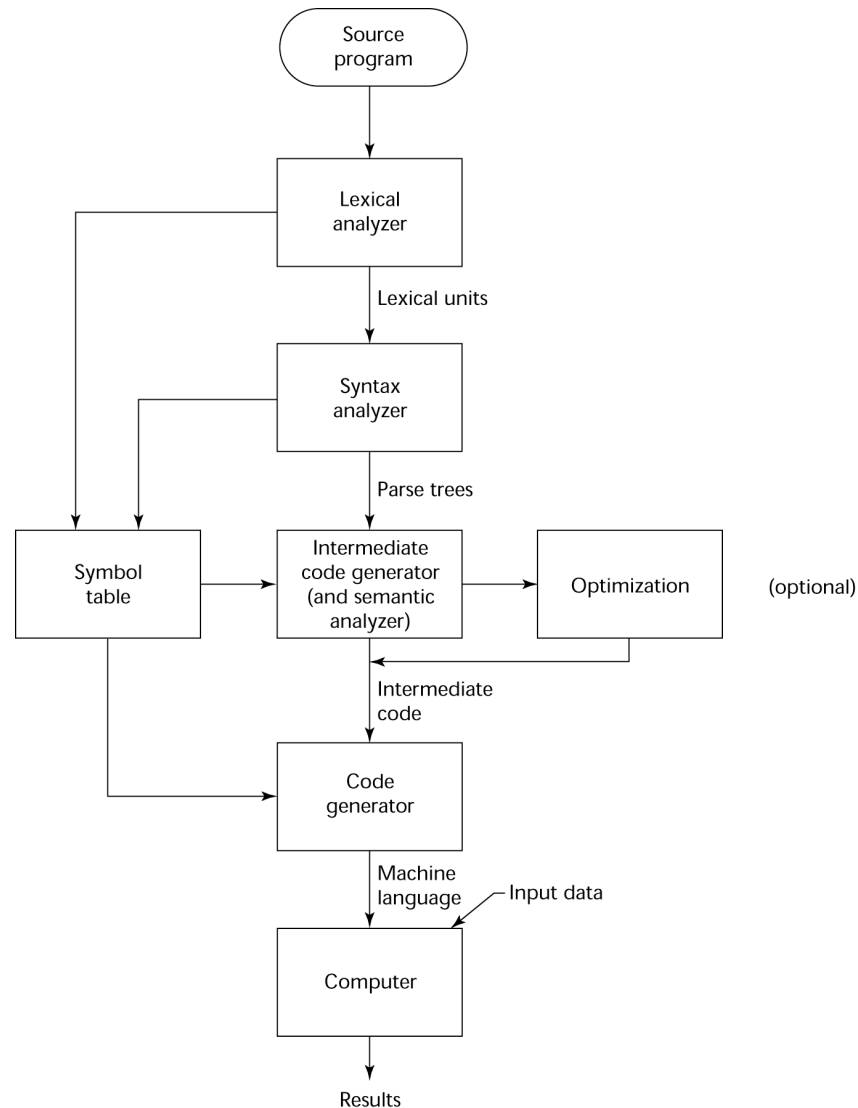 Source
program
Lexical
analyzer
Lexical units
Syntax
analyzer
Parse trees
Symbol
table
Intermediate
code generator
(and semantic
analyzer)
Optimization
(optional)
Intermediate
code
Code
generator
Machine
language
Input data
Computer
Results